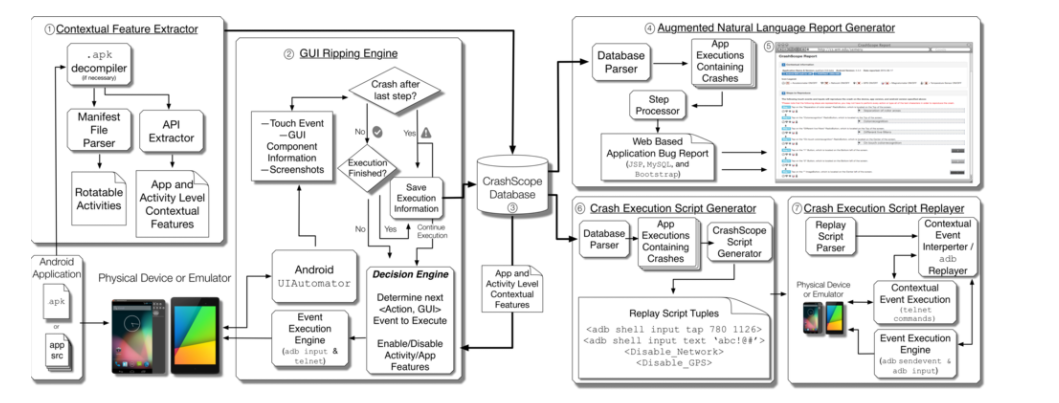 ① Contextual Feature Extractor
.apk
decompiler
(if necessary)
Manifest
File
Parser
API
Extractor
Rotatable
Activities
App and
Activity Level
Contextual
Features
Android
Application
.apk
or
app
src
Physical Device or Emulator
② GUI Ripping Engine
—Touch Event
—GUI
Component
Information
—Screenshots
Crash after
last step?
No
Yes
Execution
Finished?
Save
Execution
Information
No
Yes
Continue
Execution
Android
UIAutomator
Event
Execution
Engine
(adb input &
telnet)
Decision Engine
Determine next
<Action, GUI>
Event to Execute
Enable/Disable
Activity/App
Features
CrashScope
Database
③
App and
Activity Level
Contextual
Features
④ Augmented Natural Language Report Generator
Database
Parser
App
Executions
Containing
Crashes
Step
Processor
Web Based
Application Bug Report
(JSP, MySQL, and
Bootstrap)
⑤
CrashScope Report
⑥ Crash Execution Script Generator
Database
Parser
App
Executions
Containing
Crashes
CrashScope
Script
Generator
Replay Script Tuples
<adb shell input tap 780 1126>
<adb shell input text ‘abc!@#’>
<Disable_Network>
<Disable_GPS>
⑦ Crash Execution Script Replayer
Replay
Script
Parser
Contextual
Event
Interperter /
adb
Replayer
Physical Device
or Emulator
Contextual
Event Execution
(telnet
commands)
Event Execution
Engine
(adb sendevent &
adb input)